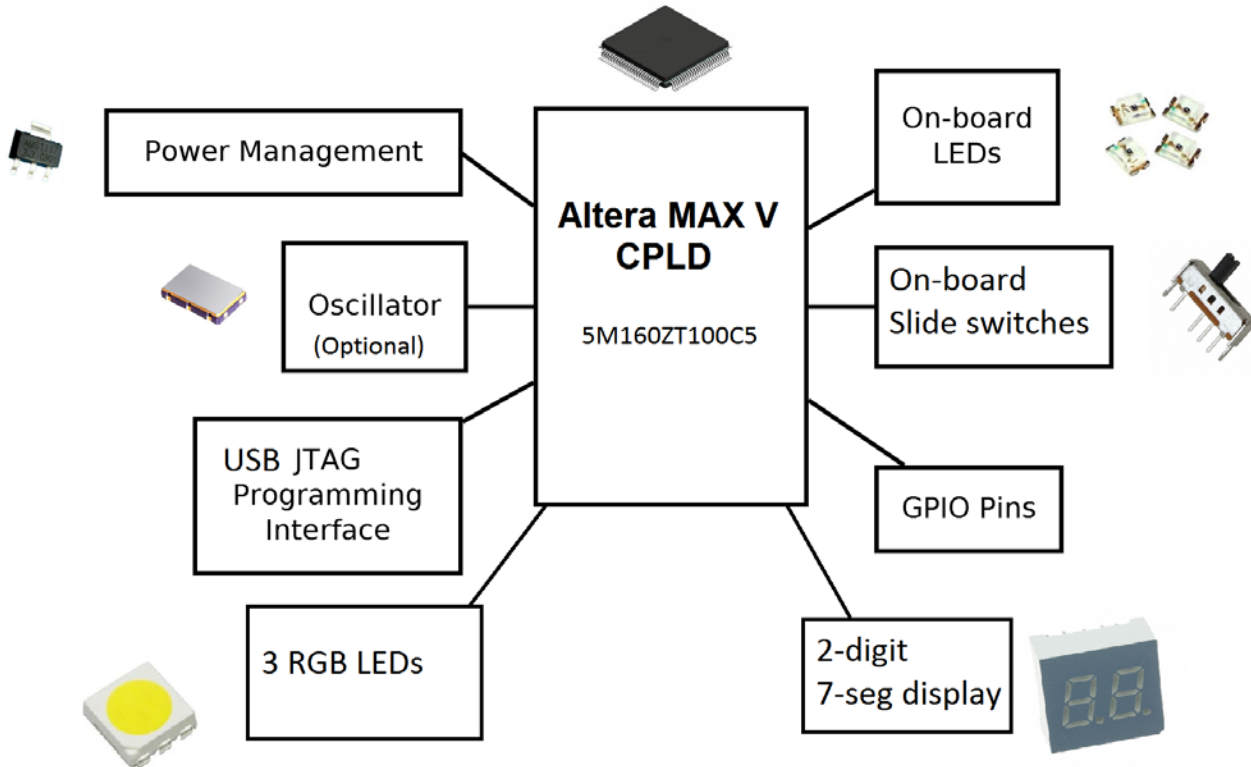 Power Management
Oscillator
(Optional)
USB JTAG
Programming
Interface
3 RGB LEDs
Altera MAX V
CPLD
5M160ZT100C5
On-board
LEDs
On-board
Slide switches
GPIO Pins
2-digit
7-seg display